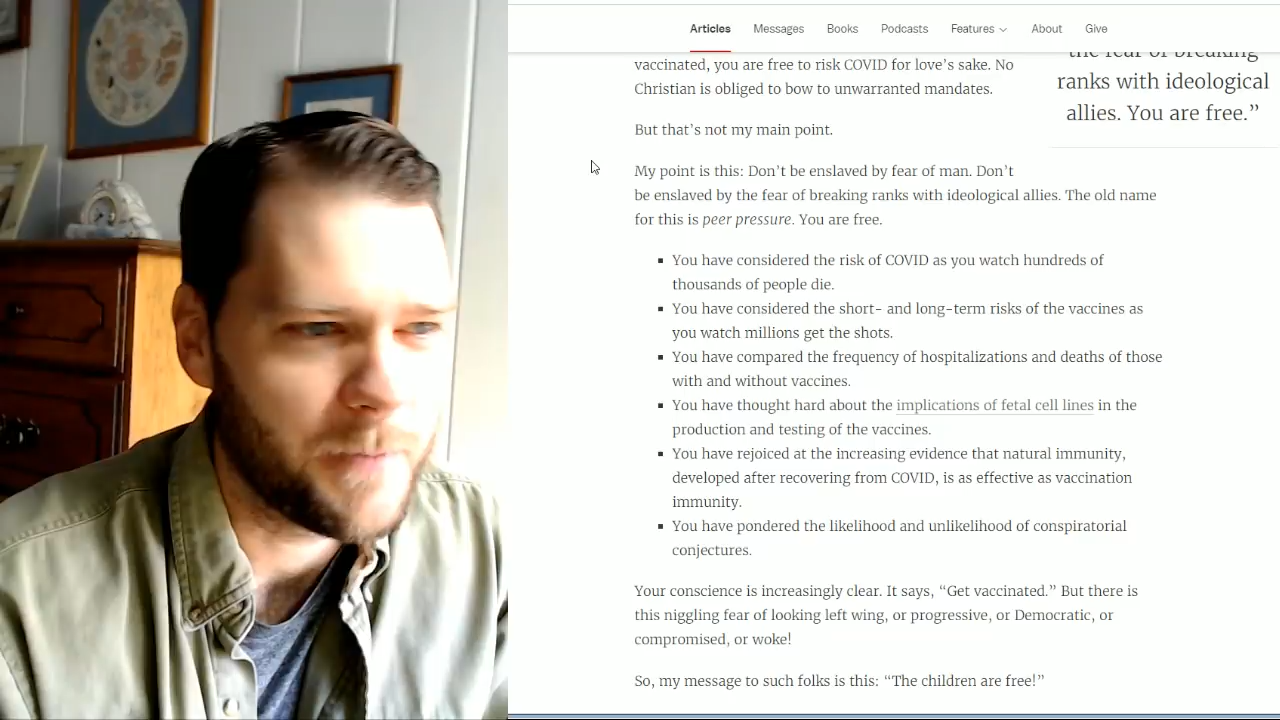 Articles Messages Books Podcasts Features About Give
the fear of breaking
ranks with ideological
allies. You are free.”
vaccinated, you are free to risk COVID for love’s sake. No
Christian is obliged to bow to unwarranted mandates.
But that’s not my main point.
My point is this: Don’t be enslaved by fear of man. Don’t
be enslaved by the fear of breaking ranks with ideological allies. The old name
for this is peer pressure. You are free.
▪ You have considered the risk of COVID as you watch hundreds of
thousands of people die.
▪ You have considered the short- and long-term risks of the vaccines as
you watch millions get the shots.
▪ You have compared the frequency of hospitalizations and deaths of those
with and without vaccines.
▪ You have thought hard about the implications of fetal cell lines in the
production and testing of the vaccines.
▪ You have rejoiced at the increasing evidence that natural immunity,
developed after recovering from COVID, is as effective as vaccination
immunity.
▪ You have pondered the likelihood and unlikelihood of conspiratorial
conjectures.
Your conscience is increasingly clear. It says, “Get vaccinated.” But there is
this niggling fear of looking left wing, or progressive, or Democratic, or
compromised, or woke!
So, my message to such folks is this: “The children are free!”